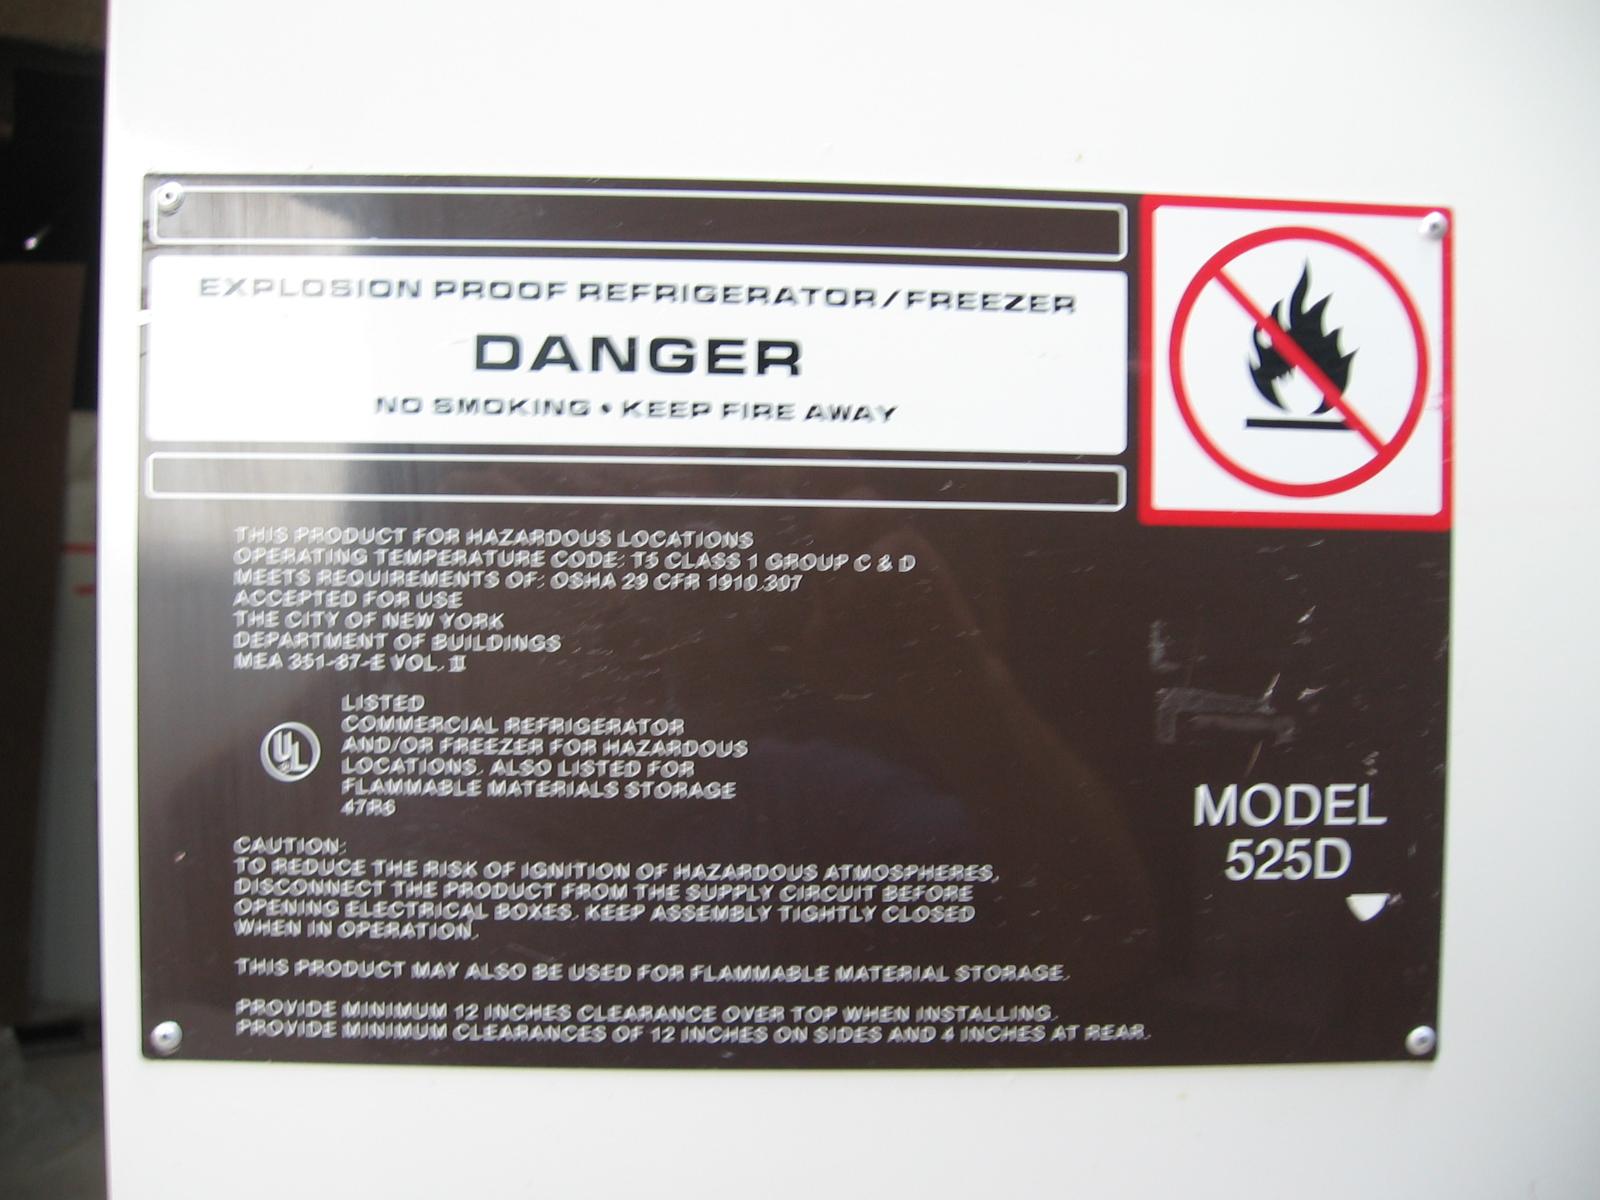 EXPLOSION PROOF REFRIGERATOR/FREEZER
DANGER
NO SMOKING • KEEP FIRE AWAY
THIS PRODUCT FOR HAZARDOUS LOCATIONS
OPERATING TEMPERATURE CODE: T5 CLASS 1 GROUP C & D
MEETS REQUIREMENTS OF: OSHA 29 CFR 1910.307
ACCEPTED FOR USE
THE CITY OF NEW YORK
DEPARTMENT OF BUILDINGS
MEA 351-87-E VOL. II
UL
LISTED
COMMERCIAL REFRIGERATOR
AND/OR FREEZER FOR HAZARDOUS
LOCATIONS. ALSO LISTED FOR
FLAMMABLE MATERIALS STORAGE
47R6
CAUTION:
TO REDUCE THE RISK OF IGNITION OF HAZARDOUS ATMOSPHERES,
DISCONNECT THE PRODUCT FROM THE SUPPLY CIRCUIT BEFORE
OPENING ELECTRICAL BOXES. KEEP ASSEMBLY TIGHTLY CLOSED
WHEN IN OPERATION.
THIS PRODUCT MAY ALSO BE USED FOR FLAMMABLE MATERIAL STORAGE.
PROVIDE MINIMUM 12 INCHES CLEARANCE OVER TOP WHEN INSTALLING.
PROVIDE MINIMUM CLEARANCES OF 12 INCHES ON SIDES AND 4 INCHES AT REAR.
MODEL
525D